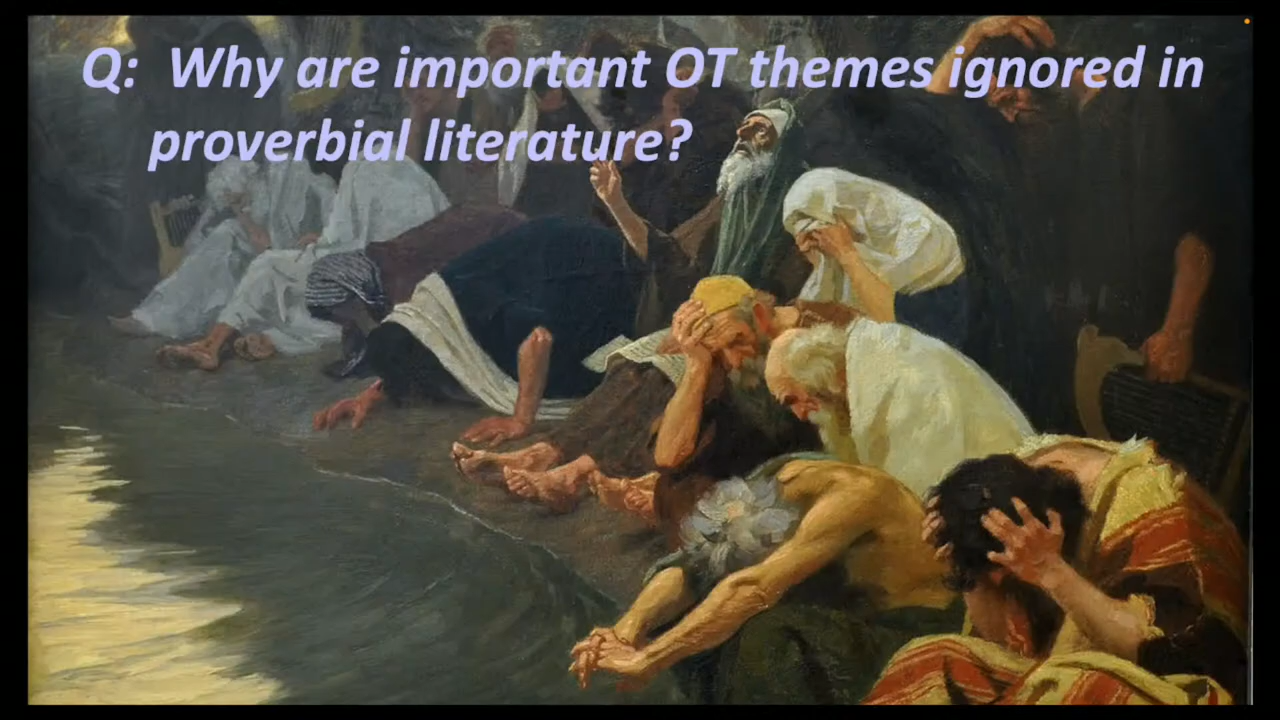 Q: Why are important OT themes ignored in
proverbial literature?